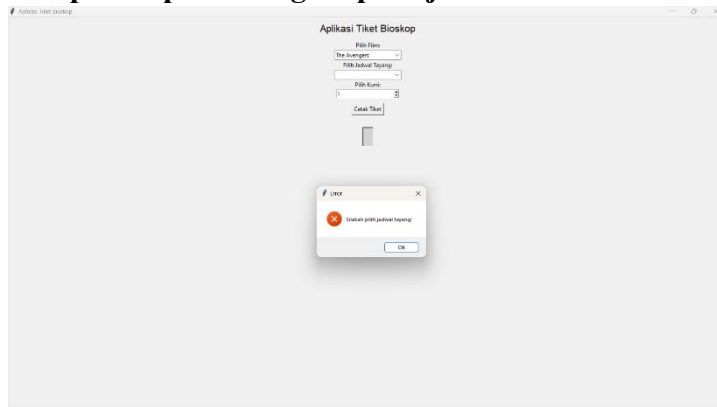 Aplikasi Tiket Bioskop
Aplikasi Tiket Bioskop
Pilih Film:
The Avengers
Pilih Jadwal Tayang:
Pilih Kursi:
1
Cetak Tiket
Error
Silakan pilih jadwal tayang!
OK